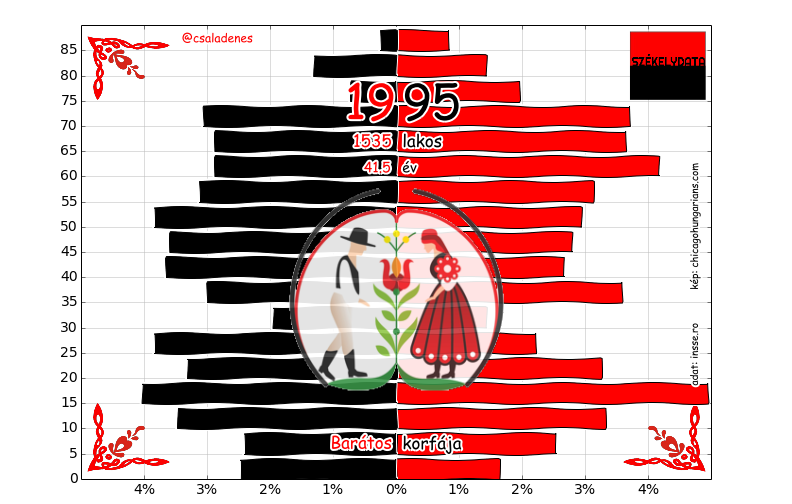 @csaladenes
SZÉKELYDATA
1995
1535 lakos
41.5 év
kép: chicagohungarians.com
adat: insse.ro
Barátos korfája
85
80
75
70
65
60
55
50
45
40
35
30
25
20
15
10
5
0
4% 3% 2% 1% 0% 1% 2% 3% 4%